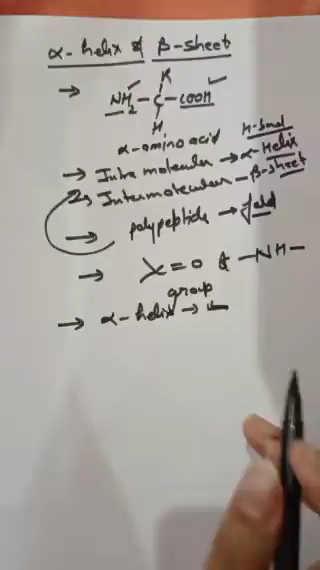 α-helix & β-sheet
→ R
NH2-C-COOH
H
α-amino acid
H-bond
→ Intra molecular → α-Helix
→ Intermolecular - β-sheet
→ polypeptide → fold
→ >C=O & -NH-
group
→ α-helix →